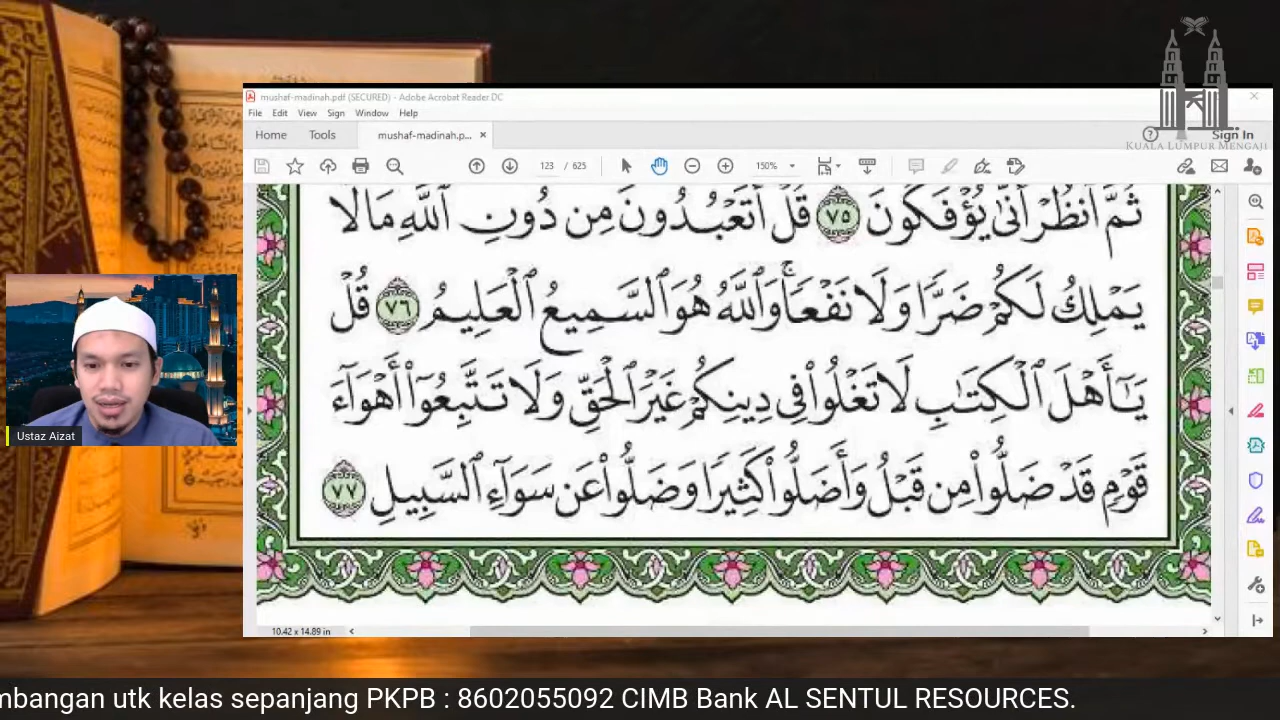 KUALA LUMPUR MENGAJI
mushaf-madinah.pdf (SECURED) - Adobe Acrobat Reader DC
File Edit View Sign Window Help
Home Tools mushaf-madinah.p... × Sign In
123 / 625 150%
ثُمَّ ٱنظُرْ أَنَّىٰ يُؤْفَكُونَ ٧٥ قُلْ أَتَعْبُدُونَ مِن دُونِ ٱللَّهِ مَا لَا
يَمْلِكُ لَكُمْ ضَرًّا وَلَا نَفْعًا ۚ وَٱللَّهُ هُوَ ٱلسَّمِيعُ ٱلْعَلِيمُ ٧٦ قُلْ
يَـٰٓأَهْلَ ٱلْكِتَـٰبِ لَا تَغْلُوا۟ فِى دِينِكُمْ غَيْرَ ٱلْحَقِّ وَلَا تَتَّبِعُوٓا۟ أَهْوَآءَ
قَوْمٍ قَدْ ضَلُّوا۟ مِن قَبْلُ وَأَضَلُّوا۟ كَثِيرًا وَضَلُّوا۟ عَن سَوَآءِ ٱلسَّبِيلِ ٧٧
10.42 x 14.89 in
Ustaz Aizat
mbangan utk kelas sepanjang PKPB : 8602055092 CIMB Bank AL SENTUL RESOURCES.